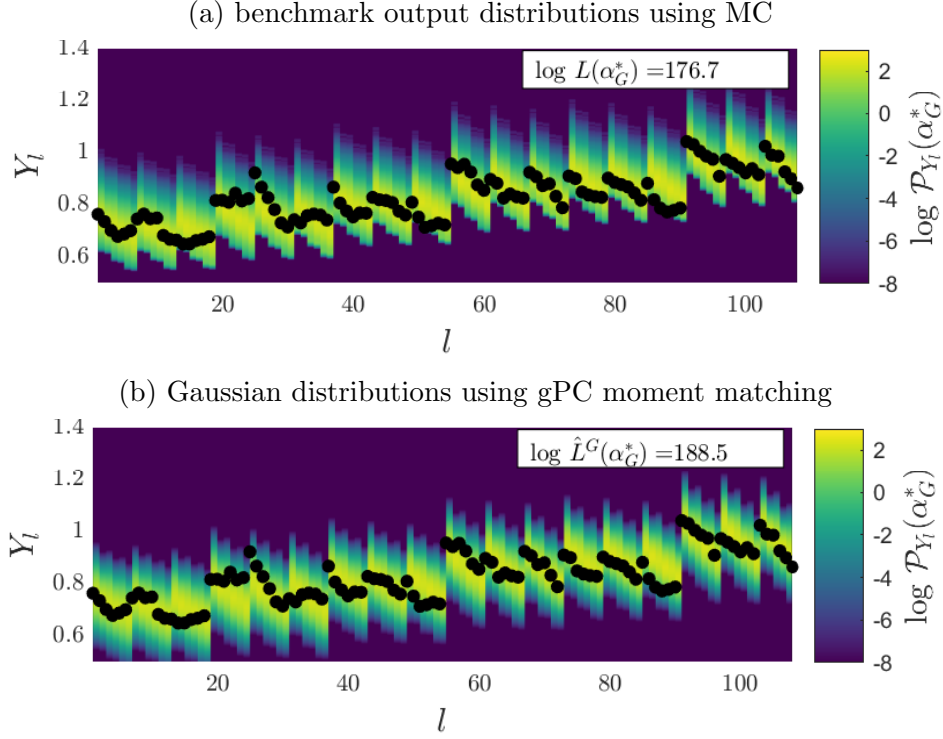 (a) benchmark output distributions using MC
log L(α*_G) =176.7
1.4
1.2
1
0.8
0.6
Y_l
20 40 60 80 100
l
2
0
-2
-4
-6
-8
log 𝒫_{Y_l}(α*_G)
(b) Gaussian distributions using gPC moment matching
log L̂^G(α*_G) =188.5
1.4
1.2
1
0.8
0.6
Y_l
20 40 60 80 100
l
2
0
-2
-4
-6
-8
log 𝒫_{Y_l}(α*_G)